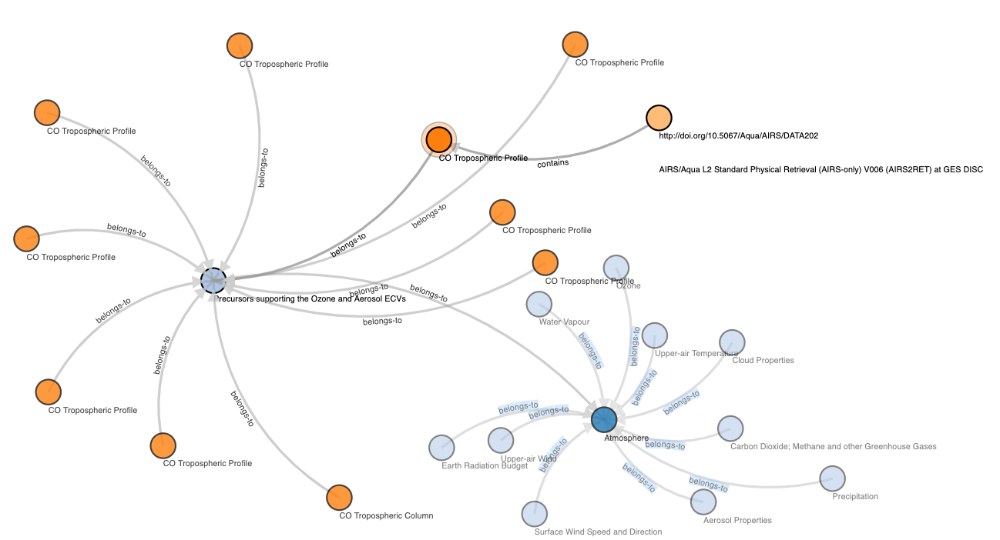 CO Tropospheric Profile
CO Tropospheric Profile
CO Tropospheric Profile
http://doi.org/10.5067/Aqua/AIRS/DATA202
belongs-to
CO Tropospheric Profile
contains
belongs-to
AIRS/Aqua L2 Standard Physical Retrieval (AIRS-only) V006 (AIRS2RET) at GES DISC
belongs-to
belongs-to
CO Tropospheric Profile
belongs-to
CO Tropospheric Profile
CO Tropospheric Profile
Ozone
belongs-to
belongs-to
Precursors supporting the Ozone and Aerosol ECVs
belongs-to
belongs-to
Water Vapour
belongs-to
belongs-to
belongs-to
Upper-air Temperature
Cloud Properties
belongs-to
belongs-to
belongs-to
belongs-to
CO Tropospheric Profile
belongs-to
belongs-to
belongs-to
Atmosphere
belongs-to
Carbon Dioxide; Methane and other Greenhouse Gases
CO Tropospheric Profile
Earth Radiation Budget
Upper-air Wind
belongs-to
belongs-to
belongs-to
Precipitation
CO Tropospheric Column
Aerosol Properties
Surface Wind Speed and Direction